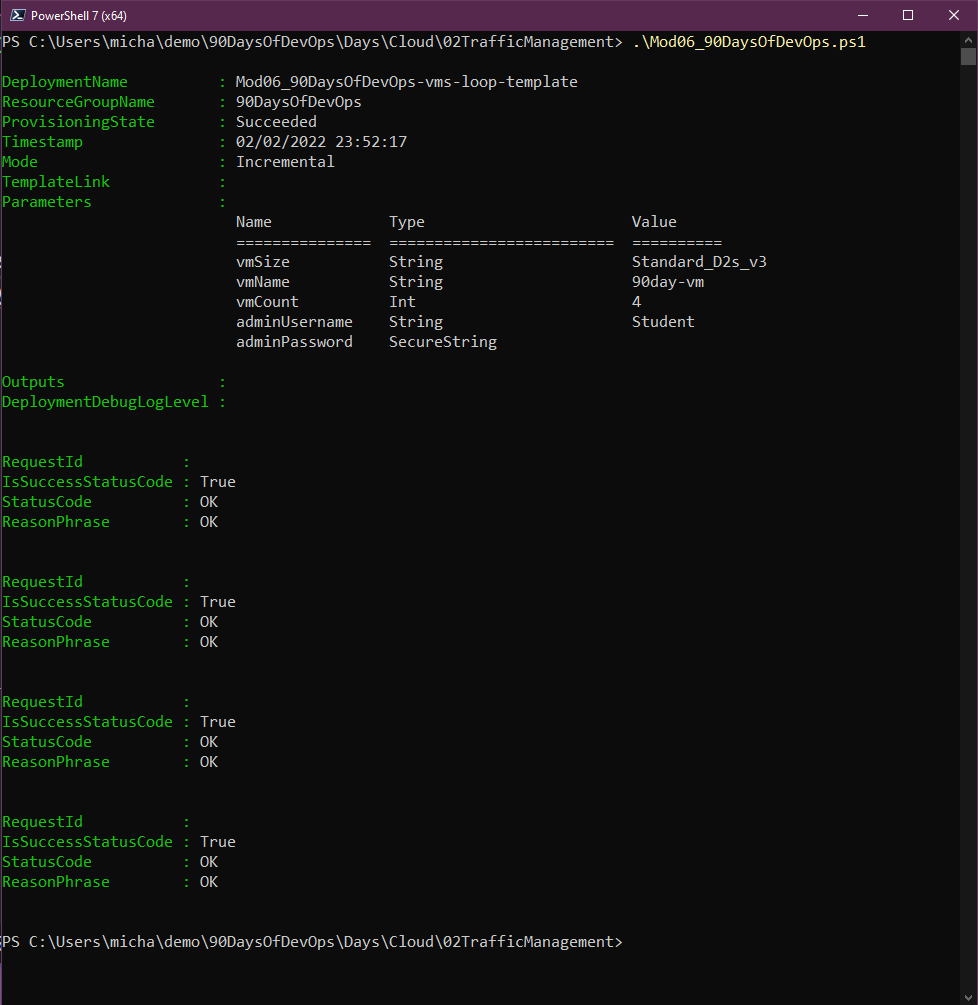 PowerShell 7 (x64)
PS C:\Users\micha\demo\90DaysOfDevOps\Days\Cloud\02TrafficManagement> .\Mod06_90DaysOfDevOps.ps1
DeploymentName : Mod06_90DaysOfDevOps-vms-loop-template
ResourceGroupName : 90DaysOfDevOps
ProvisioningState : Succeeded
Timestamp : 02/02/2022 23:52:17
Mode : Incremental
TemplateLink :
Parameters :
Name Type Value
=============== ========================= ==========
vmSize String Standard_D2s_v3
vmName String 90day-vm
vmCount Int 4
adminUsername String Student
adminPassword SecureString
Outputs :
DeploymentDebugLogLevel :
RequestId :
IsSuccessStatusCode : True
StatusCode : OK
ReasonPhrase : OK
RequestId :
IsSuccessStatusCode : True
StatusCode : OK
ReasonPhrase : OK
RequestId :
IsSuccessStatusCode : True
StatusCode : OK
ReasonPhrase : OK
RequestId :
IsSuccessStatusCode : True
StatusCode : OK
ReasonPhrase : OK
PS C:\Users\micha\demo\90DaysOfDevOps\Days\Cloud\02TrafficManagement>